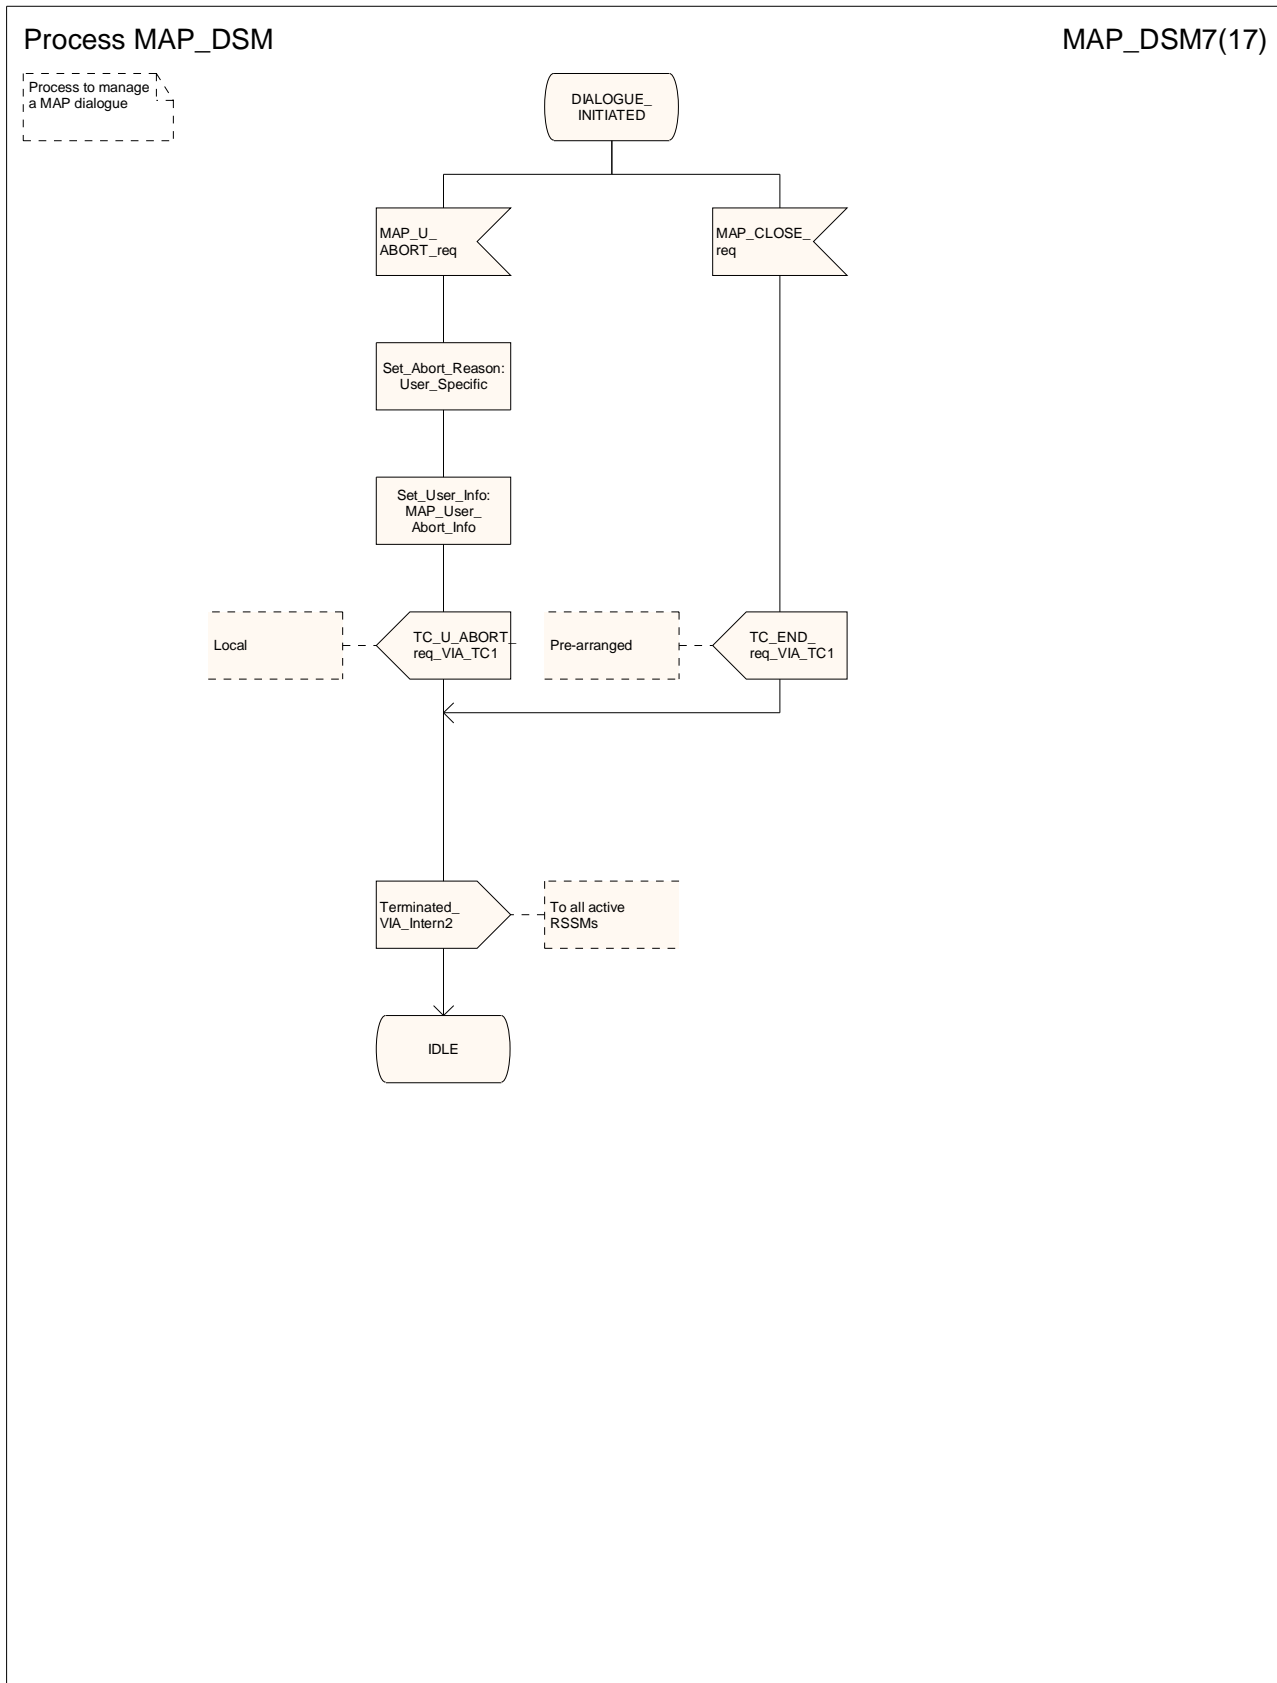 Process MAP_DSM
MAP_DSM7(17)
Process to manage
a MAP dialogue
DIALOGUE_
INITIATED
MAP_U_
ABORT_req
MAP_CLOSE_
req
Set_Abort_Reason:
User_Specific
Set_User_Info:
MAP_User_
Abort_Info
Local
TC_U_ABORT_
req_VIA_TC1
Pre-arranged
TC_END_
req_VIA_TC1
Terminated_
VIA_Intern2
To all active
RSSMs
IDLE